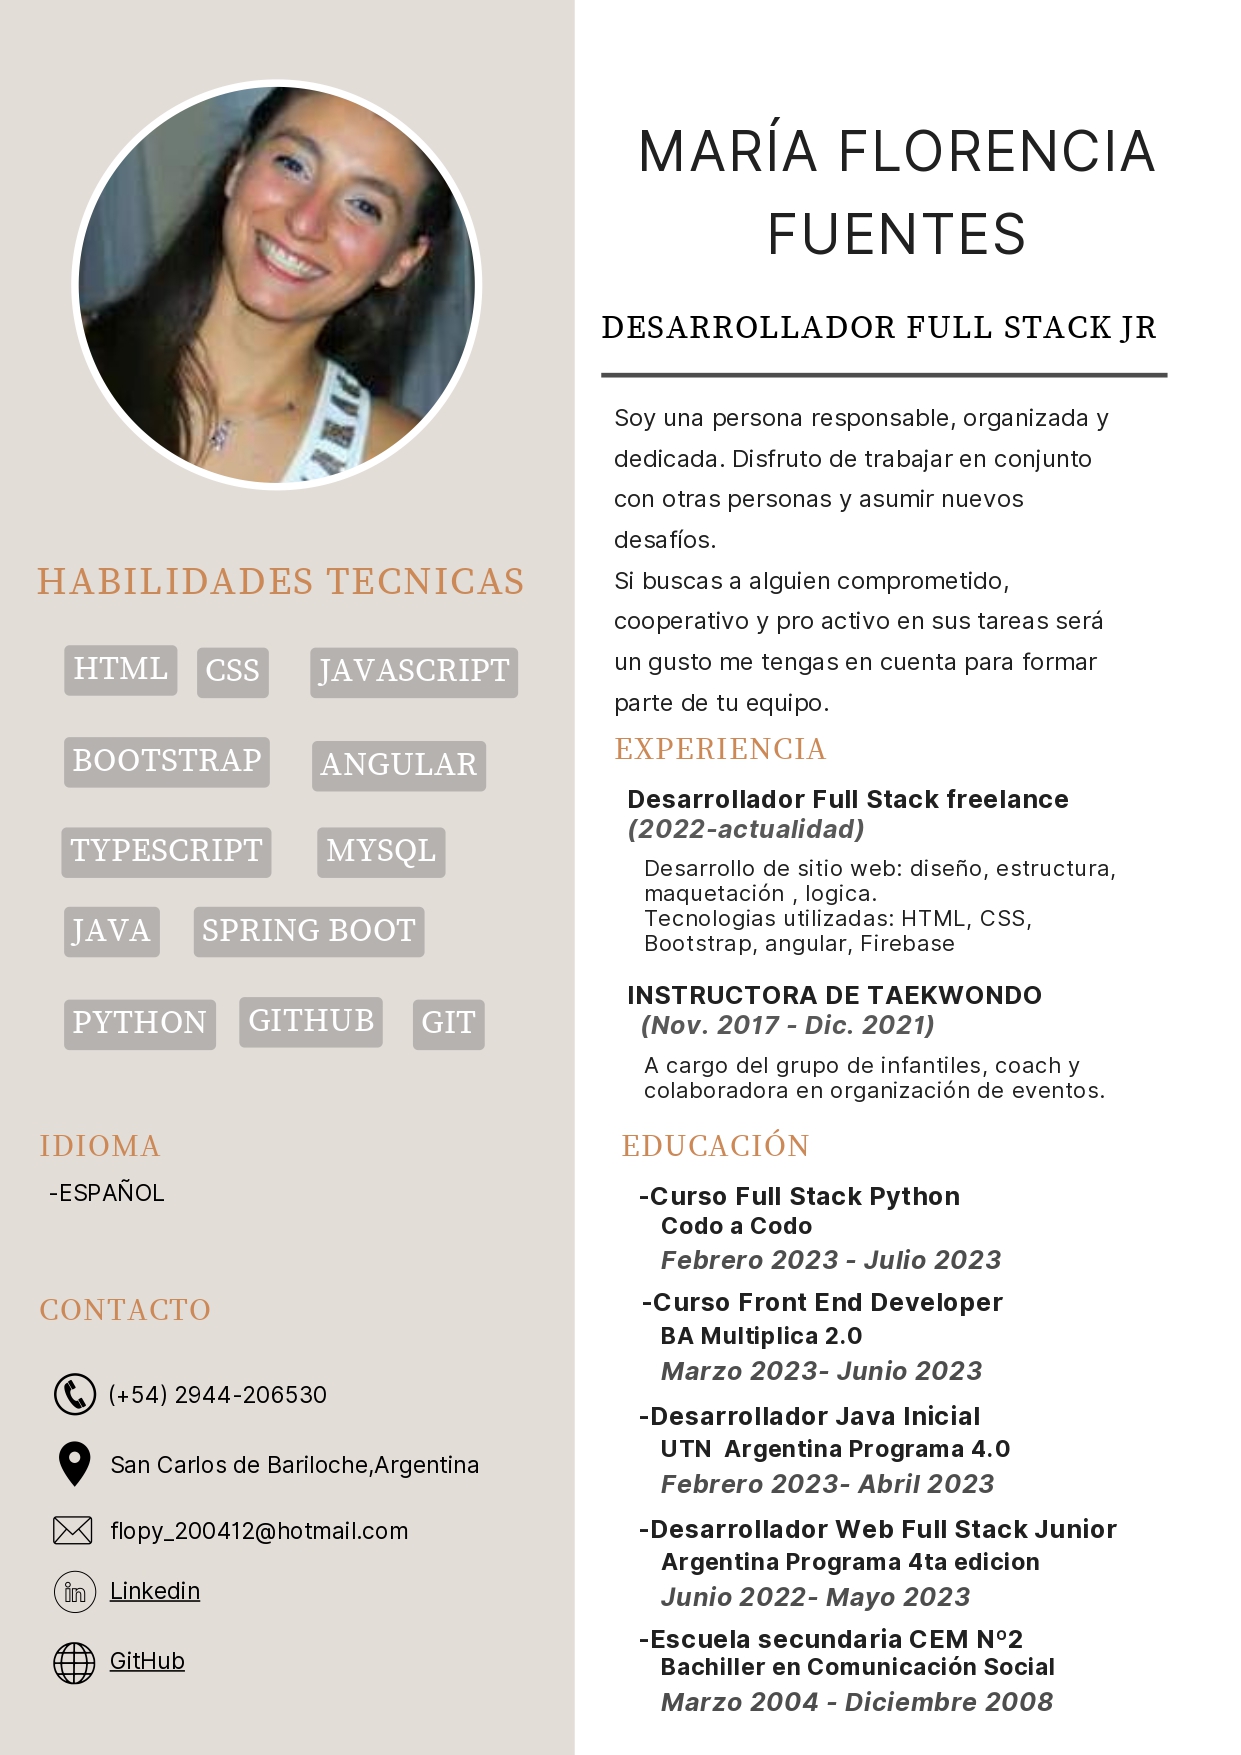 HABILIDADES TECNICAS
HTML
CSS
JAVASCRIPT
BOOTSTRAP
ANGULAR
TYPESCRIPT
MYSQL
JAVA
SPRING BOOT
PYTHON
GITHUB
GIT
IDIOMA
-ESPAÑOL
CONTACTO
(+54) 2944-206530
San Carlos de Bariloche,Argentina
flopy_200412@hotmail.com
in
Linkedin
GitHub
MARÍA FLORENCIA
FUENTES
DESARROLLADOR FULL STACK JR
Soy una persona responsable, organizada y
dedicada. Disfruto de trabajar en conjunto
con otras personas y asumir nuevos
desafíos.
Si buscas a alguien comprometido,
cooperativo y pro activo en sus tareas será
un gusto me tengas en cuenta para formar
parte de tu equipo.
EXPERIENCIA
Desarrollador Full Stack freelance
(2022-actualidad)
Desarrollo de sitio web: diseño, estructura,
maquetación , logica.
Tecnologias utilizadas: HTML, CSS,
Bootstrap, angular, Firebase
INSTRUCTORA DE TAEKWONDO
(Nov. 2017 - Dic. 2021)
A cargo del grupo de infantiles, coach y
colaboradora en organización de eventos.
EDUCACIÓN
-Curso Full Stack Python
Codo a Codo
Febrero 2023 - Julio 2023
-Curso Front End Developer
BA Multiplica 2.0
Marzo 2023- Junio 2023
-Desarrollador Java Inicial
UTN  Argentina Programa 4.0
Febrero 2023- Abril 2023
-Desarrollador Web Full Stack Junior
Argentina Programa 4ta edicion
Junio 2022- Mayo 2023
-Escuela secundaria CEM Nº2
Bachiller en Comunicación Social
Marzo 2004 - Diciembre 2008